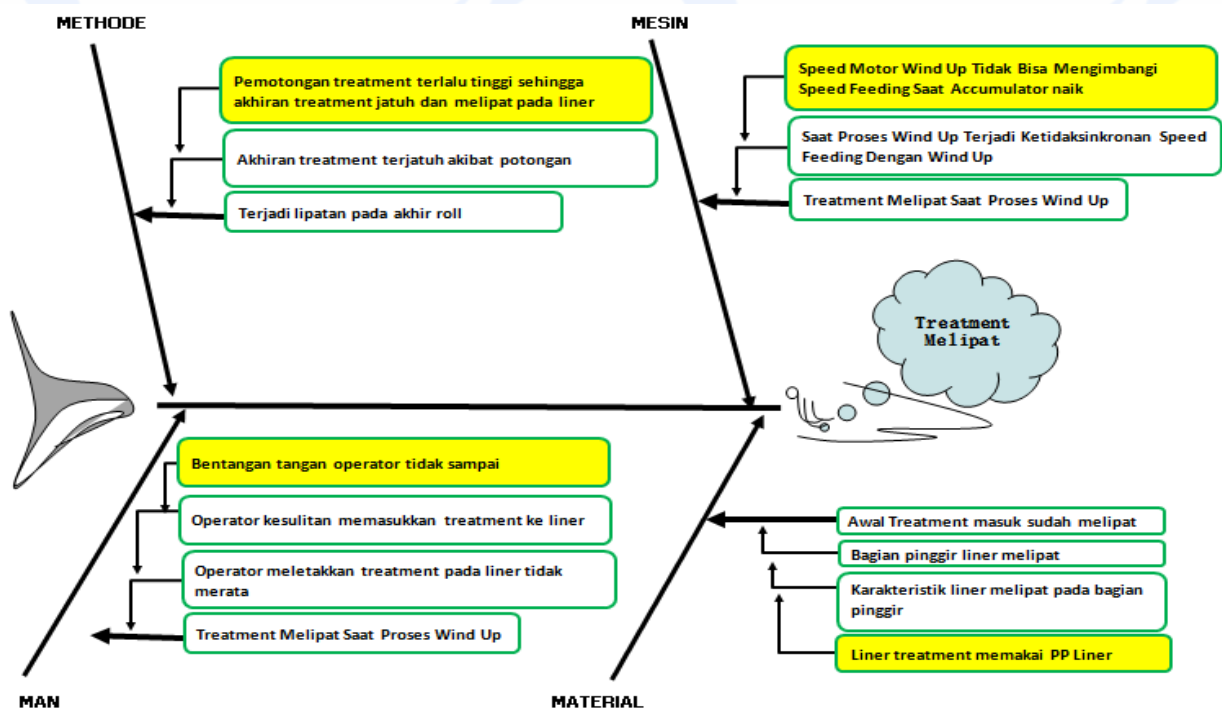 METHODE
Pemotongan treatment terlalu tinggi sehingga
akhiran treatment jatuh dan melipat pada liner
Akhiran treatment terjatuh akibat potongan
Terjadi lipatan pada akhir roll
MESIN
Speed Motor Wind Up Tidak Bisa Mengimbangi
Speed Feeding Saat Accumulator naik
Saat Proses Wind Up Terjadi Ketidaksinkronan Speed
Feeding Dengan Wind Up
Treatment Melipat Saat Proses Wind Up
Treatment
Melipat
Bentangan tangan operator tidak sampai
Operator kesulitan memasukkan treatment ke liner
Operator meletakkan treatment pada liner tidak
merata
Treatment Melipat Saat Proses Wind Up
MAN
Awal Treatment masuk sudah melipat
Bagian pinggir liner melipat
Karakteristik liner melipat pada bagian
pinggir
Liner treatment memakai PP Liner
MATERIAL